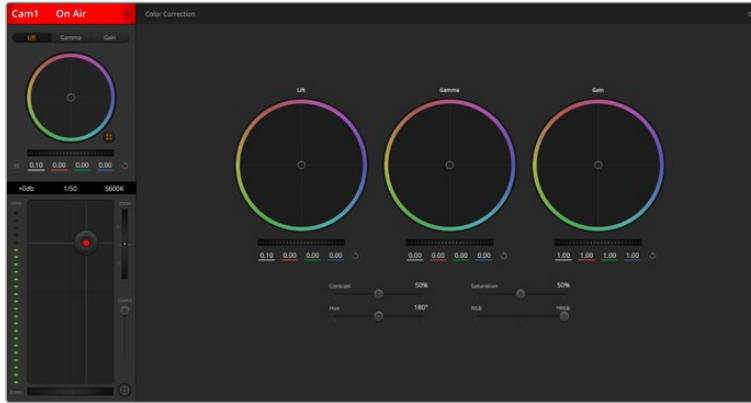 Cam1 On Air
Color Correction
Lift Gamma Gain
0.10 0.00 0.00 0.00
+0db 1/50 5600K
ZOOM
COARSE
Lift Gamma Gain
0.10 0.00 0.00 0.00
0.00 0.00 0.00 0.00
1.00 1.00 1.00 1.00
Contrast 50%
Saturation 50%
Hue 180°
RGB YRGB